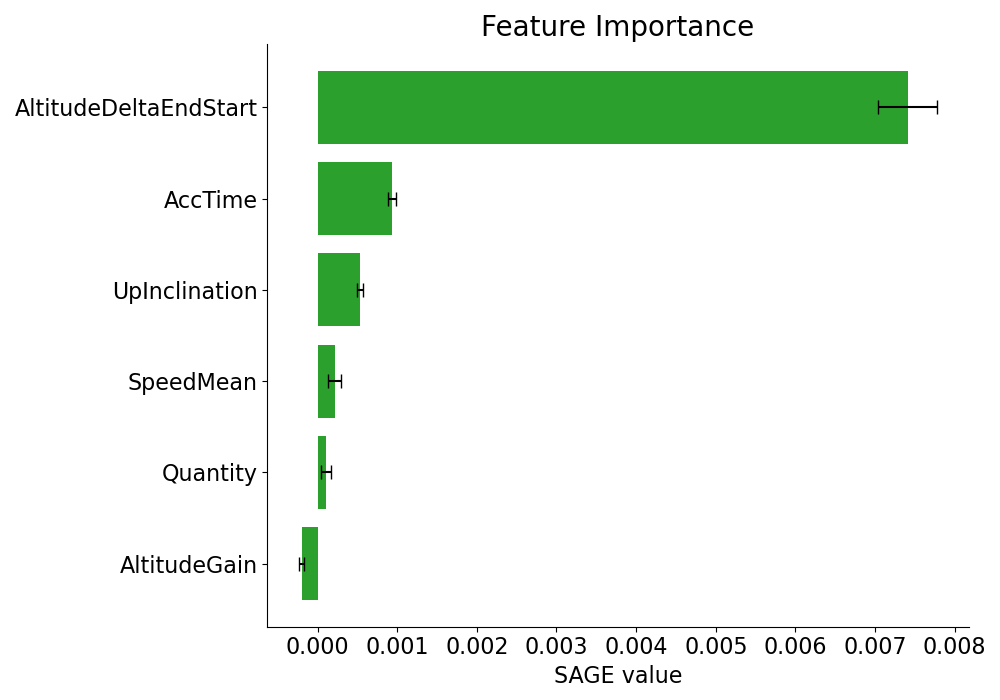 Feature Importance
AltitudeDeltaEndStart
AccTime
UpInclination
SpeedMean
Quantity
AltitudeGain
0.000 0.001 0.002 0.003 0.004 0.005 0.006 0.007 0.008
SAGE value